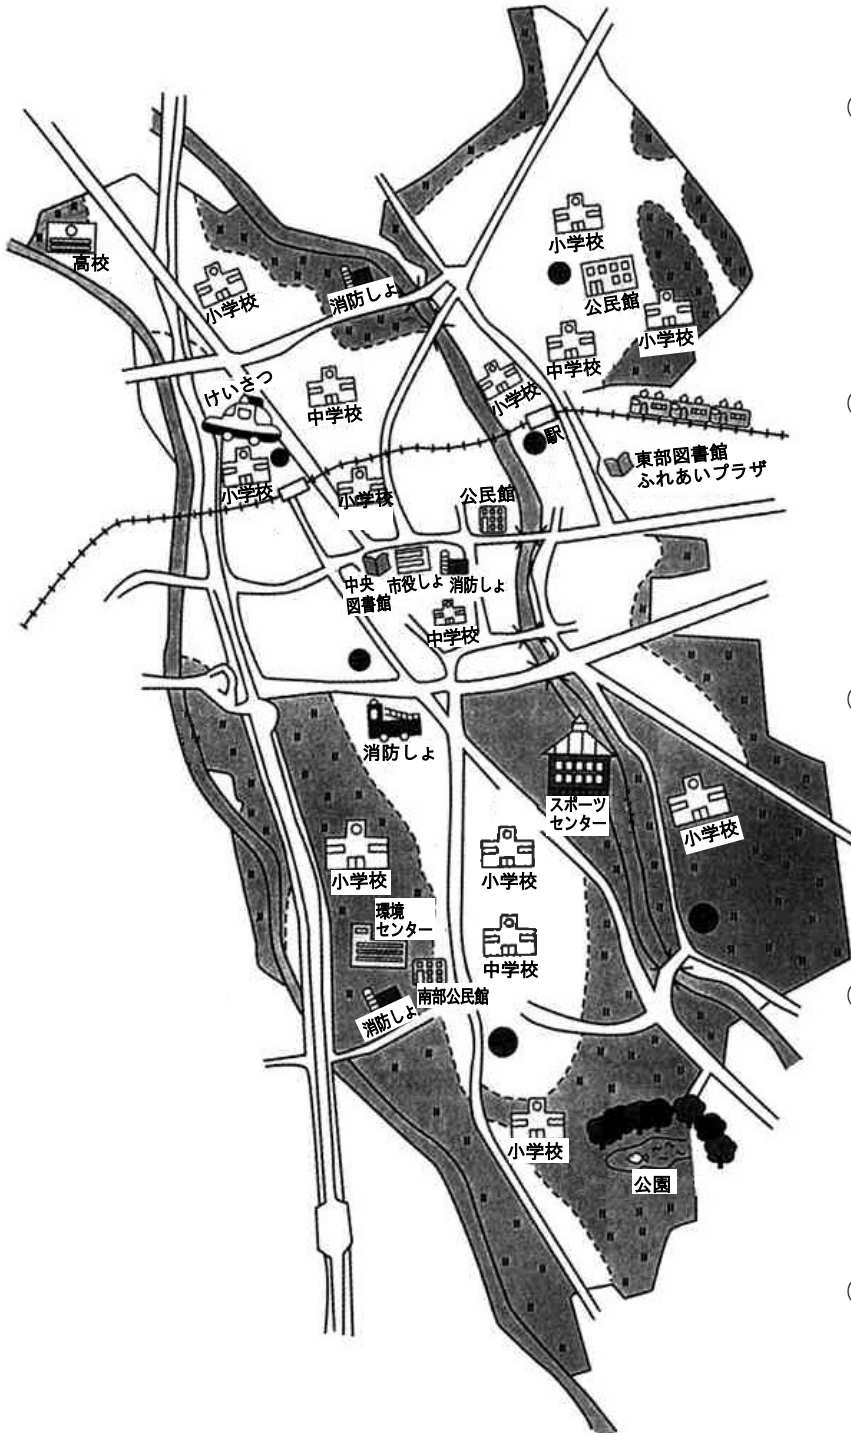 小学校
高校
消防しょ
公民館
小学校
小学校
中学校
けいさつ
中学校
小学校
駅
東部図書館
ふれあいプラザ
小学校
小学校
公民館
中央
図書館
市役しょ
消防しょ
中学校
消防しょ
スポーツ
センター
小学校
小学校
小学校
環境
センター
中学校
南部公民館
消防しょ
小学校
公園